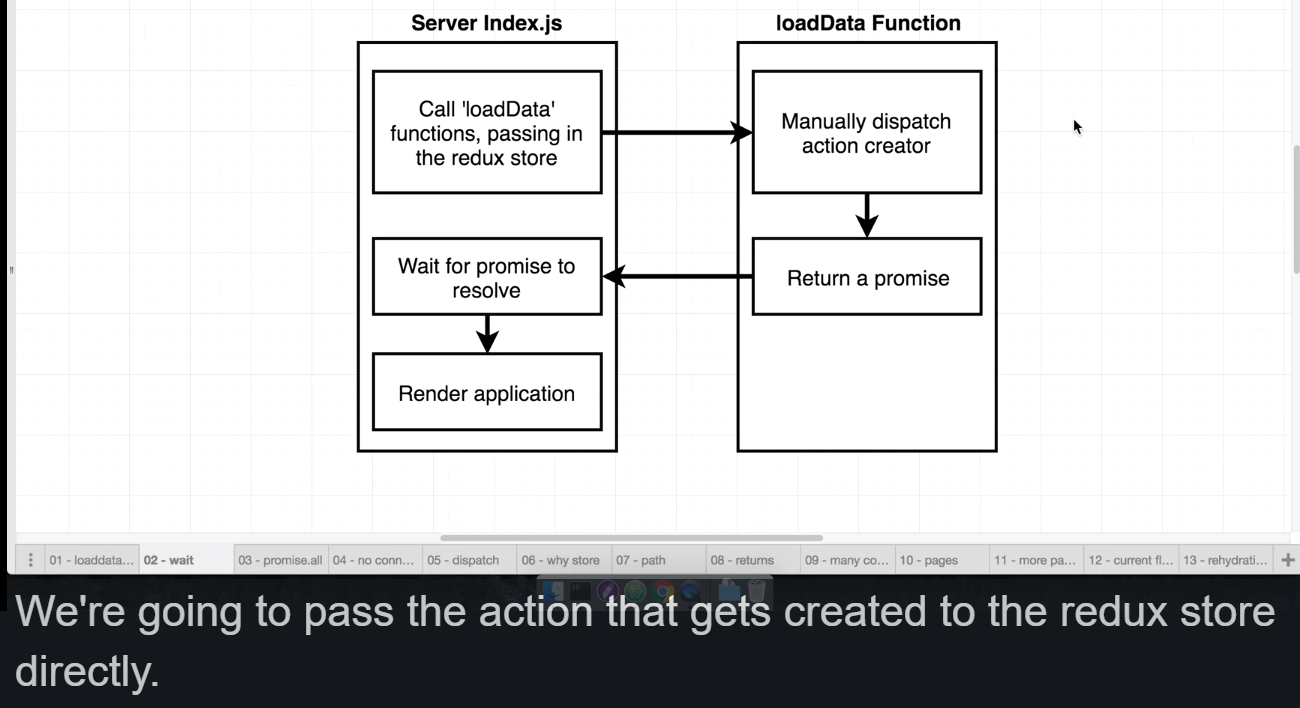 Server Index.js
loadData Function
Call 'loadData'
functions, passing in
the redux store
Manually dispatch
action creator
Wait for promise to
resolve
Return a promise
Render application
01 - loaddata...
02 - wait
03 - promise.all
04 - no conn...
05 - dispatch
06 - why store
07 - path
08 - returns
09 - many co...
10 - pages
11 - more pa...
12 - current fl...
13 - rehydrati...
We're going to pass the action that gets created to the redux store
directly.